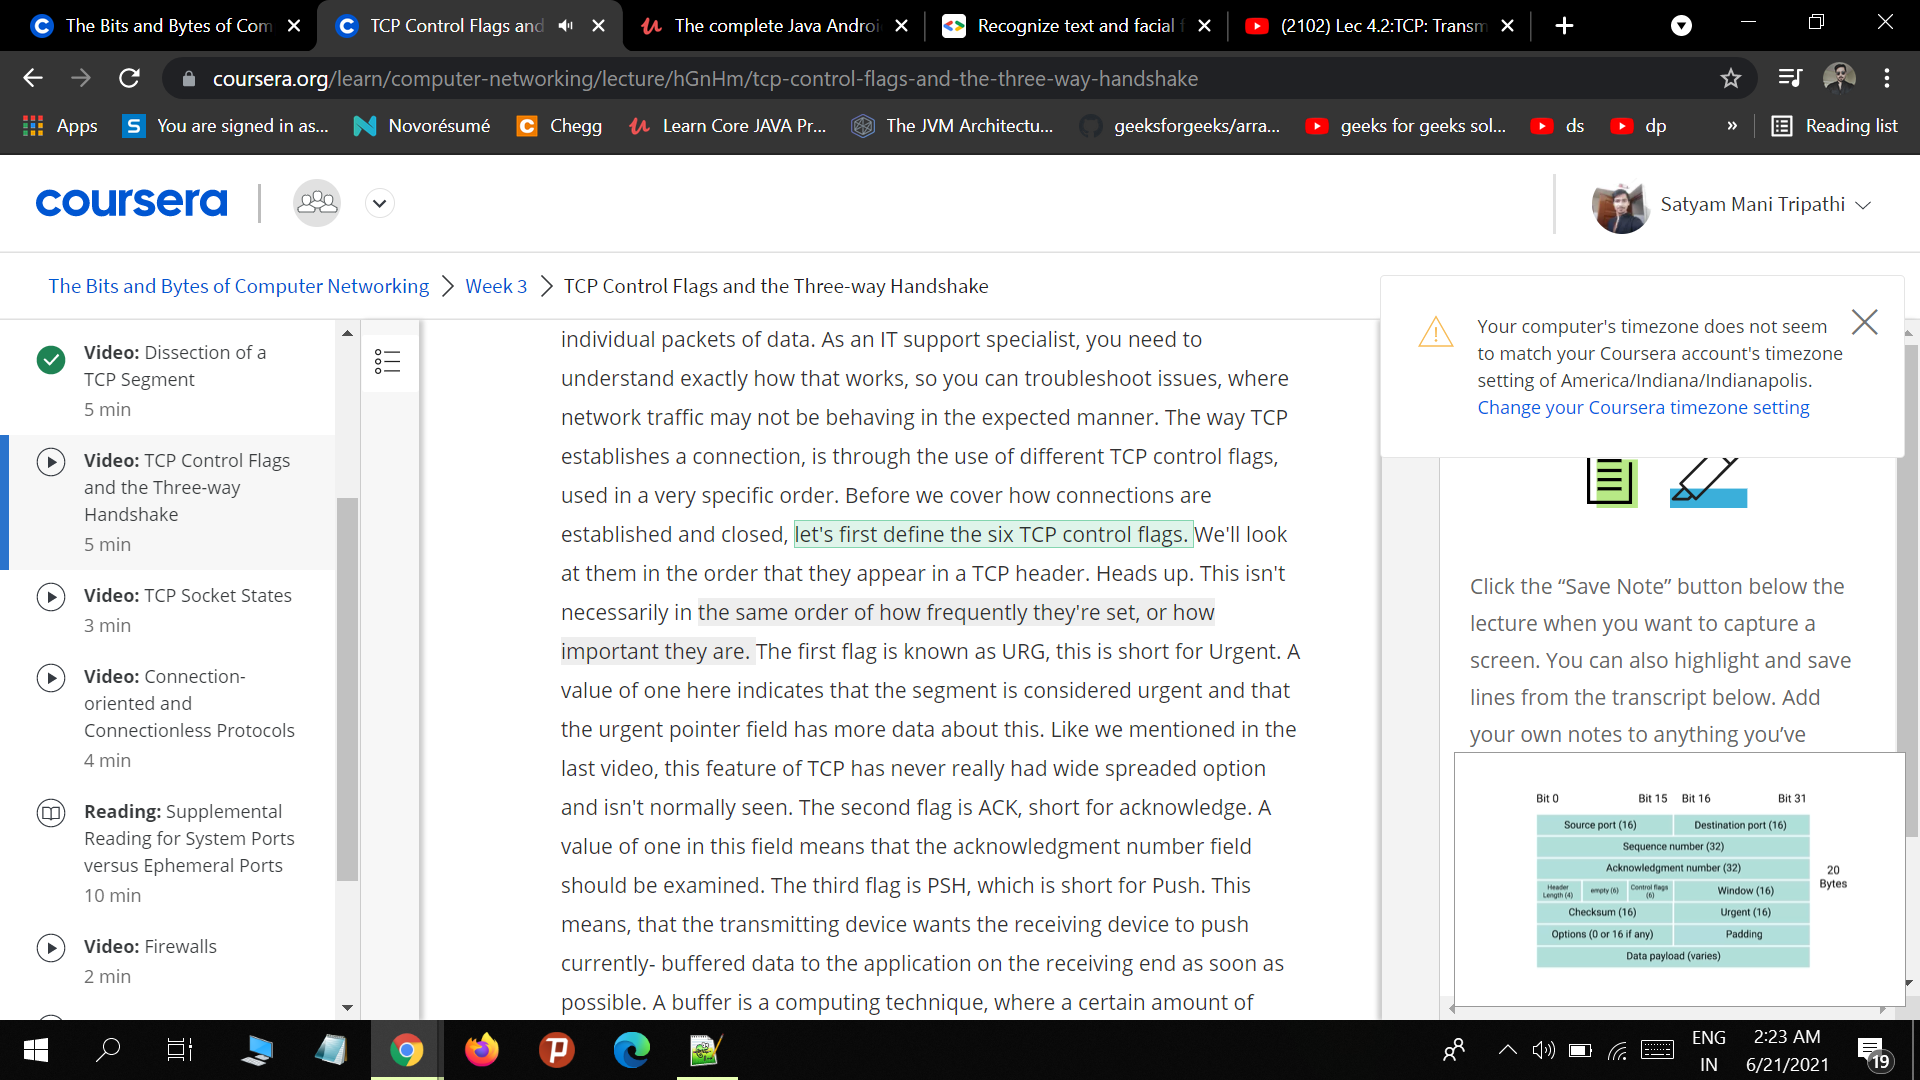 The Bits and Bytes of Com
TCP Control Flags and
The complete Java Androi
Recognize text and facial f
(2102) Lec 4.2:TCP: Transm
coursera.org/learn/computer-networking/lecture/hGnHm/tcp-control-flags-and-the-three-way-handshake
Apps
You are signed in as...
Novorésumé
Chegg
Learn Core JAVA Pr...
The JVM Architectu...
geeksforgeeks/arra...
geeks for geeks sol...
ds
dp
»
Reading list
coursera
Satyam Mani Tripathi
The Bits and Bytes of Computer Networking
Week 3
TCP Control Flags and the Three-way Handshake
Video: Dissection of a
TCP Segment
5 min
Video: TCP Control Flags
and the Three-way
Handshake
5 min
Video: TCP Socket States
3 min
Video: Connection-
oriented and
Connectionless Protocols
4 min
Reading: Supplemental
Reading for System Ports
versus Ephemeral Ports
10 min
Video: Firewalls
2 min
individual packets of data. As an IT support specialist, you need to
understand exactly how that works, so you can troubleshoot issues, where
network traffic may not be behaving in the expected manner. The way TCP
establishes a connection, is through the use of different TCP control flags,
used in a very specific order. Before we cover how connections are
established and closed, let's first define the six TCP control flags. We'll look
at them in the order that they appear in a TCP header. Heads up. This isn't
necessarily in the same order of how frequently they're set, or how
important they are. The first flag is known as URG, this is short for Urgent. A
value of one here indicates that the segment is considered urgent and that
the urgent pointer field has more data about this. Like we mentioned in the
last video, this feature of TCP has never really had wide spreaded option
and isn't normally seen. The second flag is ACK, short for acknowledge. A
value of one in this field means that the acknowledgment number field
should be examined. The third flag is PSH, which is short for Push. This
means, that the transmitting device wants the receiving device to push
currently- buffered data to the application on the receiving end as soon as
possible. A buffer is a computing technique, where a certain amount of
Your computer's timezone does not seem
to match your Coursera account's timezone
setting of America/Indiana/Indianapolis.
Change your Coursera timezone setting
Click the “Save Note” button below the
lecture when you want to capture a
screen. You can also highlight and save
lines from the transcript below. Add
your own notes to anything you’ve
Bit 0
Bit 15
Bit 16
Bit 31
Source port (16)
Destination port (16)
Sequence number (32)
Acknowledgment number (32)
Header
Length (4)
empty (6)
Control flags
(6)
Window (16)
Checksum (16)
Urgent (16)
Options (0 or 16 if any)
Padding
Data payload (varies)
20
Bytes
ENG
IN
2:23 AM
6/21/2021
19